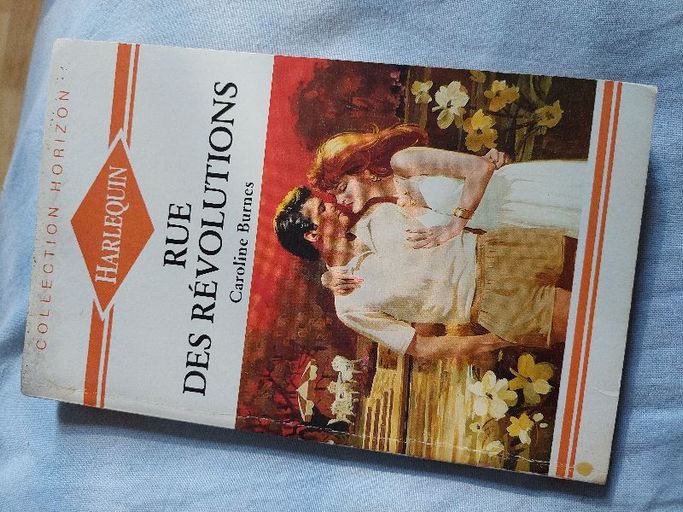 COLLECTION HORIZON
HARLEQUIN
RUE
DES RÉVOLUTIONS
Caroline Burnes